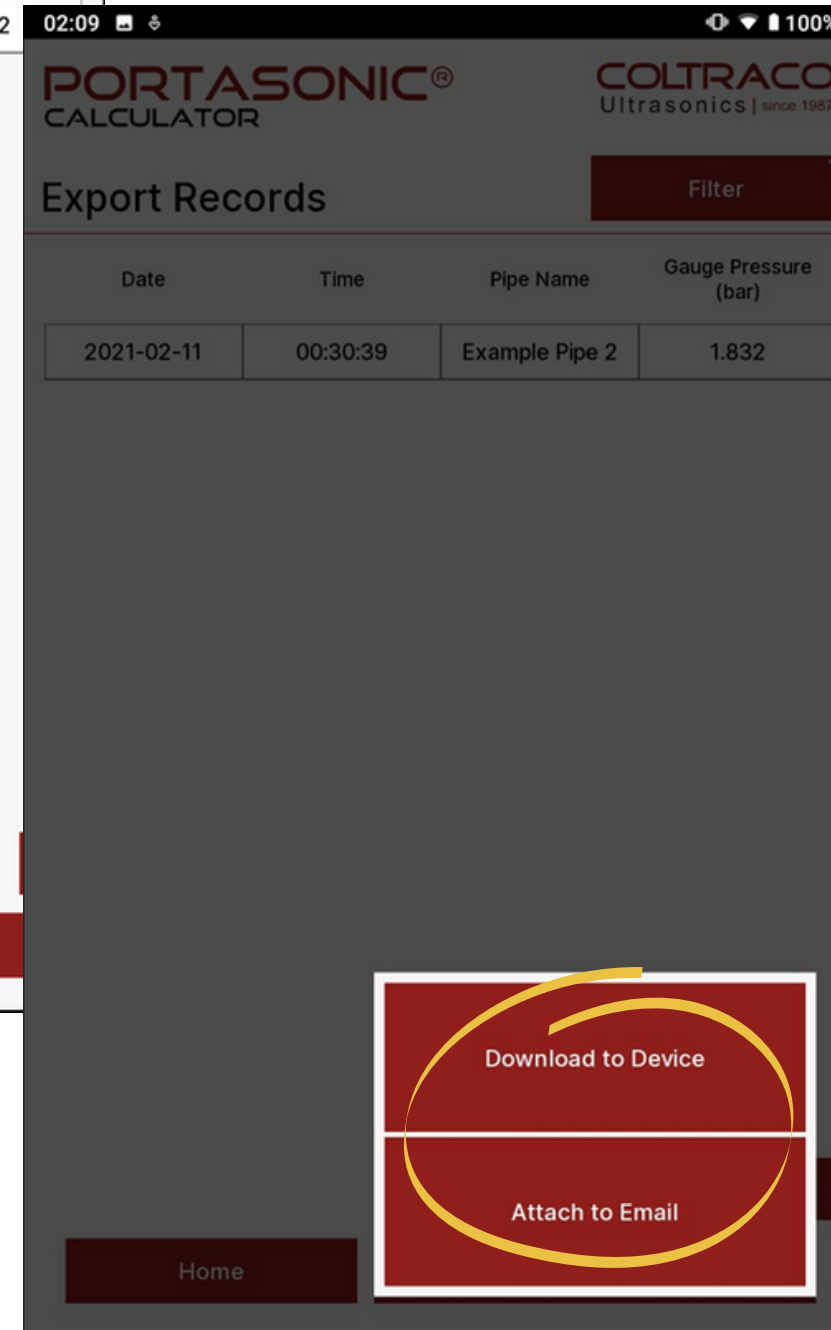 2
02:09 100%
PORTASONIC®
CALCULATOR
COLTRACO
Ultrasonics | since 1987
Export Records
Filter
Date Time Pipe Name Gauge Pressure (bar)
2021-02-11 00:30:39 Example Pipe 2 1.832
Download to Device
Attach to Email
Home